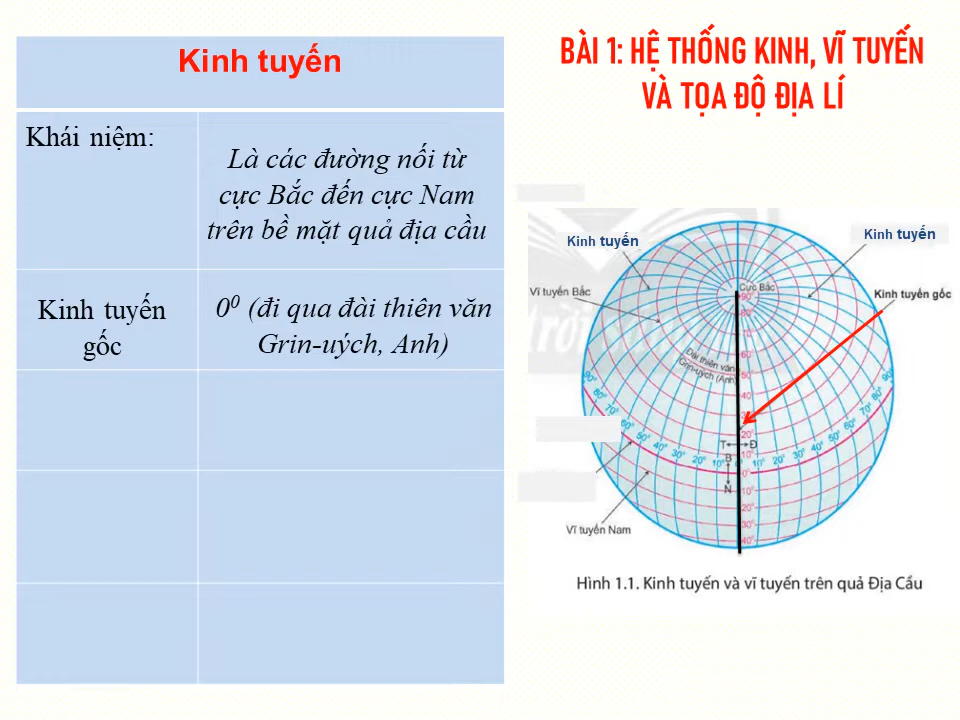 Kinh tuyến
Khái niệm:
Là các đường nối từ
cực Bắc đến cực Nam
trên bề mặt quả địa cầu
Kinh tuyến
gốc
0⁰ (đi qua đài thiên văn
Grin-uých, Anh)
BÀI 1: HỆ THỐNG KINH, VĨ TUYẾN
VÀ TỌA ĐỘ ĐỊA LÍ
Kinh tuyến
Kinh tuyến
Vĩ tuyến Bắc
Cực Bắc
Kinh tuyến gốc
Đài thiên văn
Grin-uých (Anh)
T
Đ
B
N
Vĩ tuyến Nam
Hình 1.1. Kinh tuyến và vĩ tuyến trên quả Địa Cầu